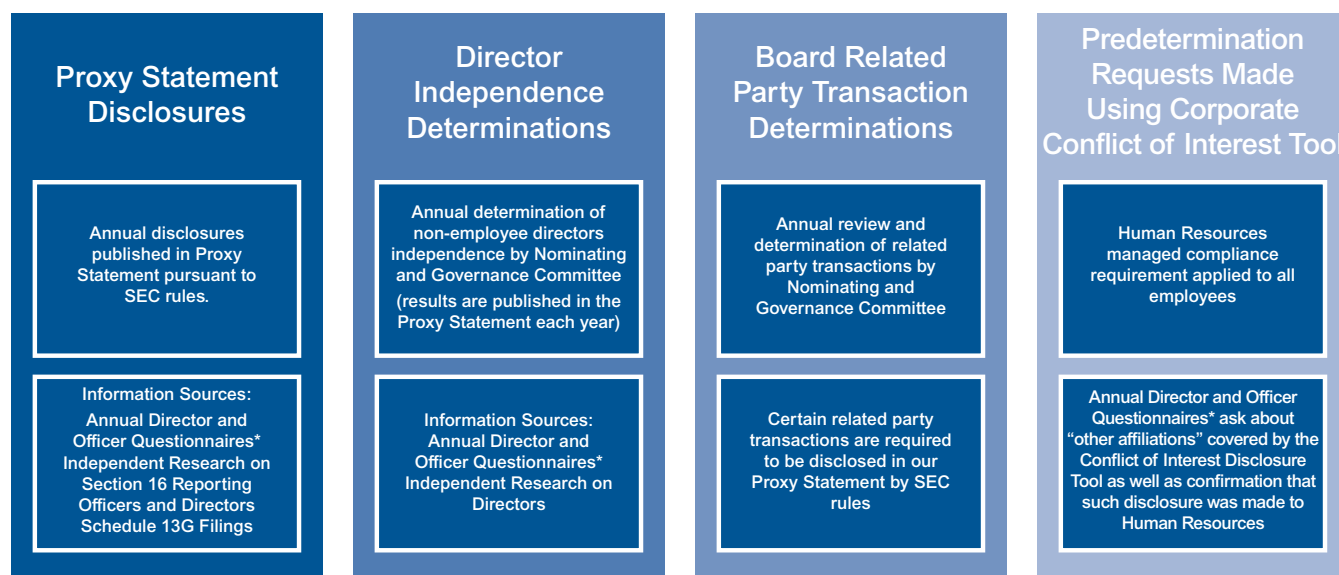 Proxy Statement
Disclosures
Annual disclosures
published in Proxy
Statement pursuant to
SEC rules.
Information Sources:
Annual Director and
Officer Questionnaires*
Independent Research on
Section 16 Reporting
Officers and Directors
Schedule 13G Filings
Director
Independence
Determinations
Annual determination of
non-employee directors
independence by Nominating
and Governance Committee
(results are published in the
Proxy Statement each year)
Information Sources:
Annual Director and
Officer Questionnaires*
Independent Research on
Directors
Board Related
Party Transaction
Determinations
Annual review and
determination of related
party transactions by
Nominating and
Governance Committee
Certain related party
transactions are required
to be disclosed in our
Proxy Statement by SEC
rules
Predetermination
Requests Made
Using Corporate
Conflict of Interest Tool
Human Resources
managed compliance
requirement applied to all
employees
Annual Director and Officer
Questionnaires* ask about
“other affiliations” covered by the
Conflict of Interest Disclosure
Tool as well as confirmation that
such disclosure was made to
Human Resources